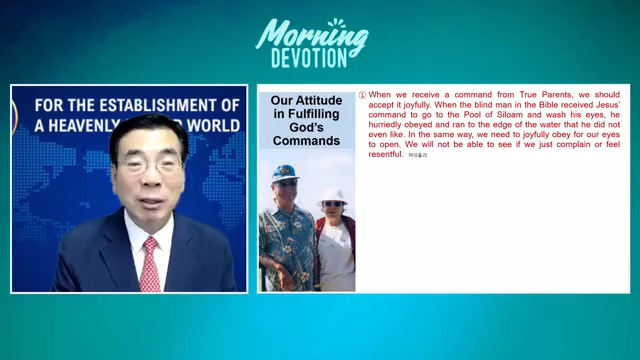 Morning
DEVOTION
FOR THE ESTABLISHMENT OF
A HEAVENLY WORLD
Our Attitude
in Fulfilling
God's
Commands
① When we receive a command from True Parents, we should
accept it joyfully. When the blind man in the Bible received Jesus'
command to go to the Pool of Siloam and wash his eyes, he
hurriedly obeyed and ran to the edge of the water that he did not
even like. In the same way, we need to joyfully obey for our eyes
to open. We will not be able to see if we just complain or feel
resentful.